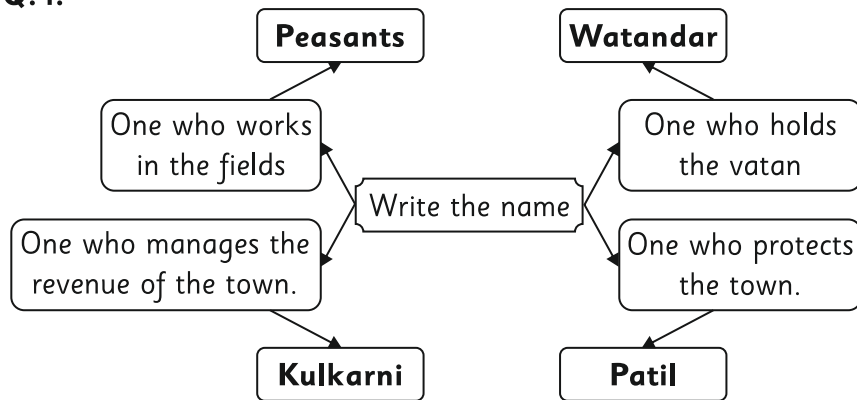 Peasants
Watandar
One who works
in the fields
One who holds
the vatan
Write the name
One who manages the
revenue of the town.
One who protects
the town.
Kulkarni
Patil